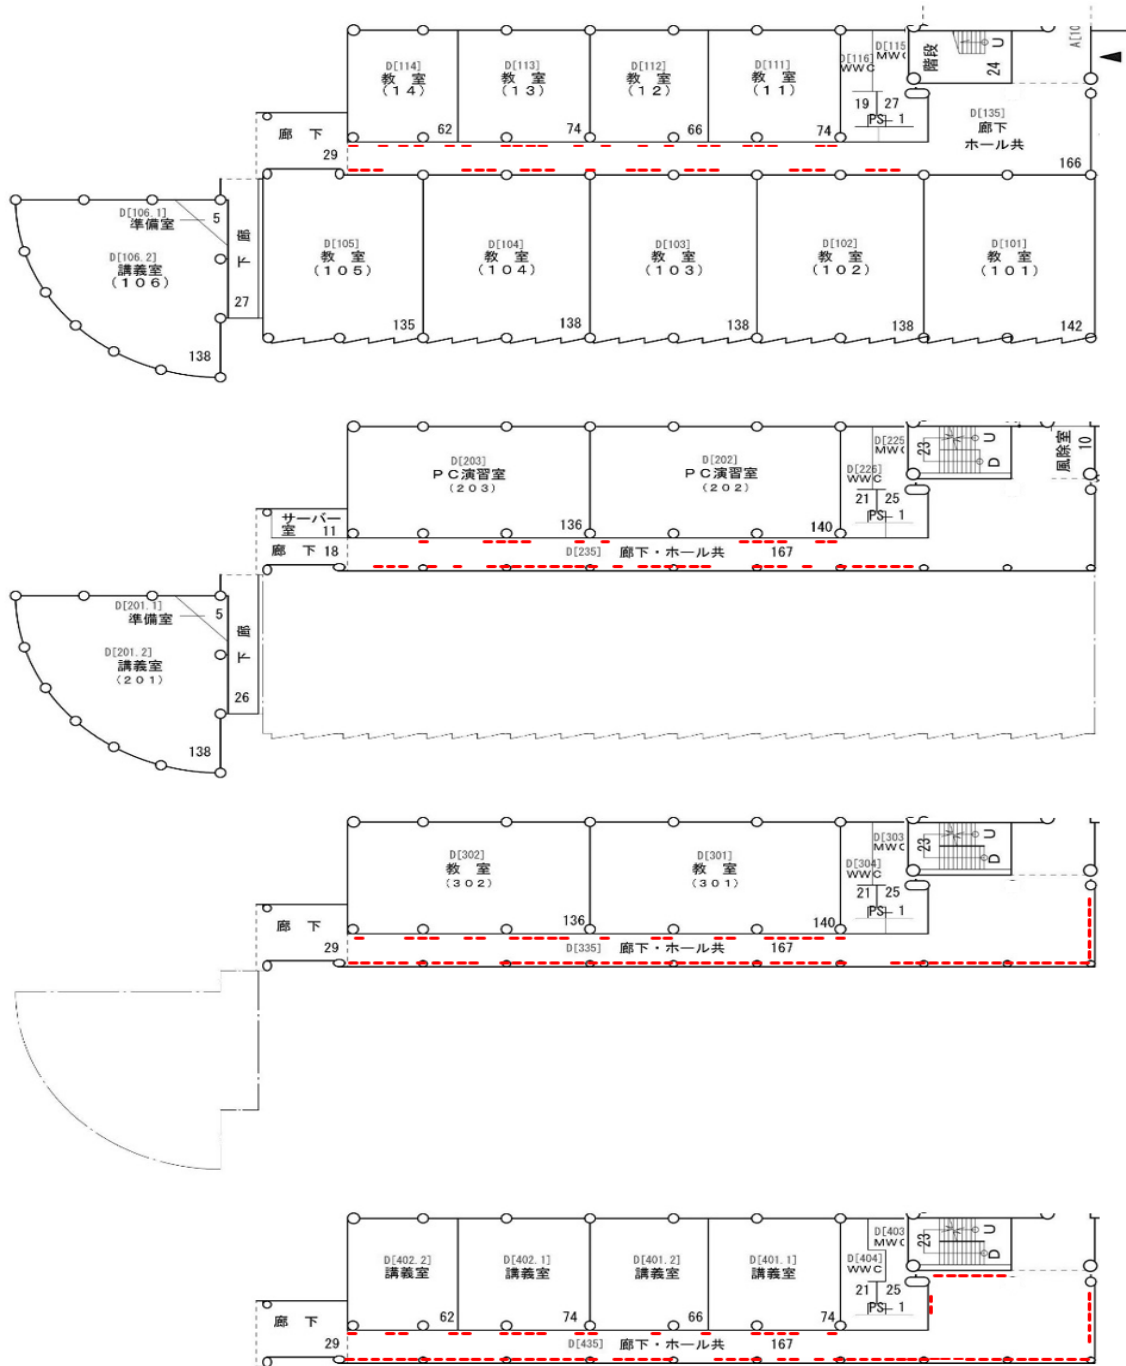 D[114]
教 室
(14)
62
D[113]
教 室
(13)
74
D[112]
教 室
(12)
66
D[111]
教 室
(11)
74
D[116]
WWC
D[115
MW
19
27
PS
1
階段
U
24
A[10
D[135]
廊下
ホール共
166
廊 下
29
D[106.1]
準備室
5
D[106.2]
講義室
(106)
138
廊
下
27
D[105]
教 室
(105)
135
D[104]
教 室
(104)
138
D[103]
教 室
(103)
138
D[102]
教 室
(102)
138
D[101]
教 室
(101)
142
D[203]
PC演習室
(203)
136
D[202]
PC演習室
(202)
140
D[225
MW
D[226]
WWC
21
25
PS
1
23
U
D
風除室
10
サーバー
室
11
廊 下
18
D[235]
廊下・ホール共
167
D[201.1]
準備室
5
D[201.2]
講義室
(201)
138
廊
下
26
D[302]
教 室
(302)
136
D[301]
教 室
(301)
140
D[303
MWC
D[304]
WWC
21
25
PS
1
23
U
D
廊 下
29
D[335]
廊下・ホール共
167
D[402.2]
講義室
62
D[402.1]
講義室
74
D[401.2]
講義室
66
D[401.1]
講義室
74
D[403
MWC
D[404]
WWC
21
25
PS
1
23
U
D
廊 下
29
D[435]
廊下・ホール共
167